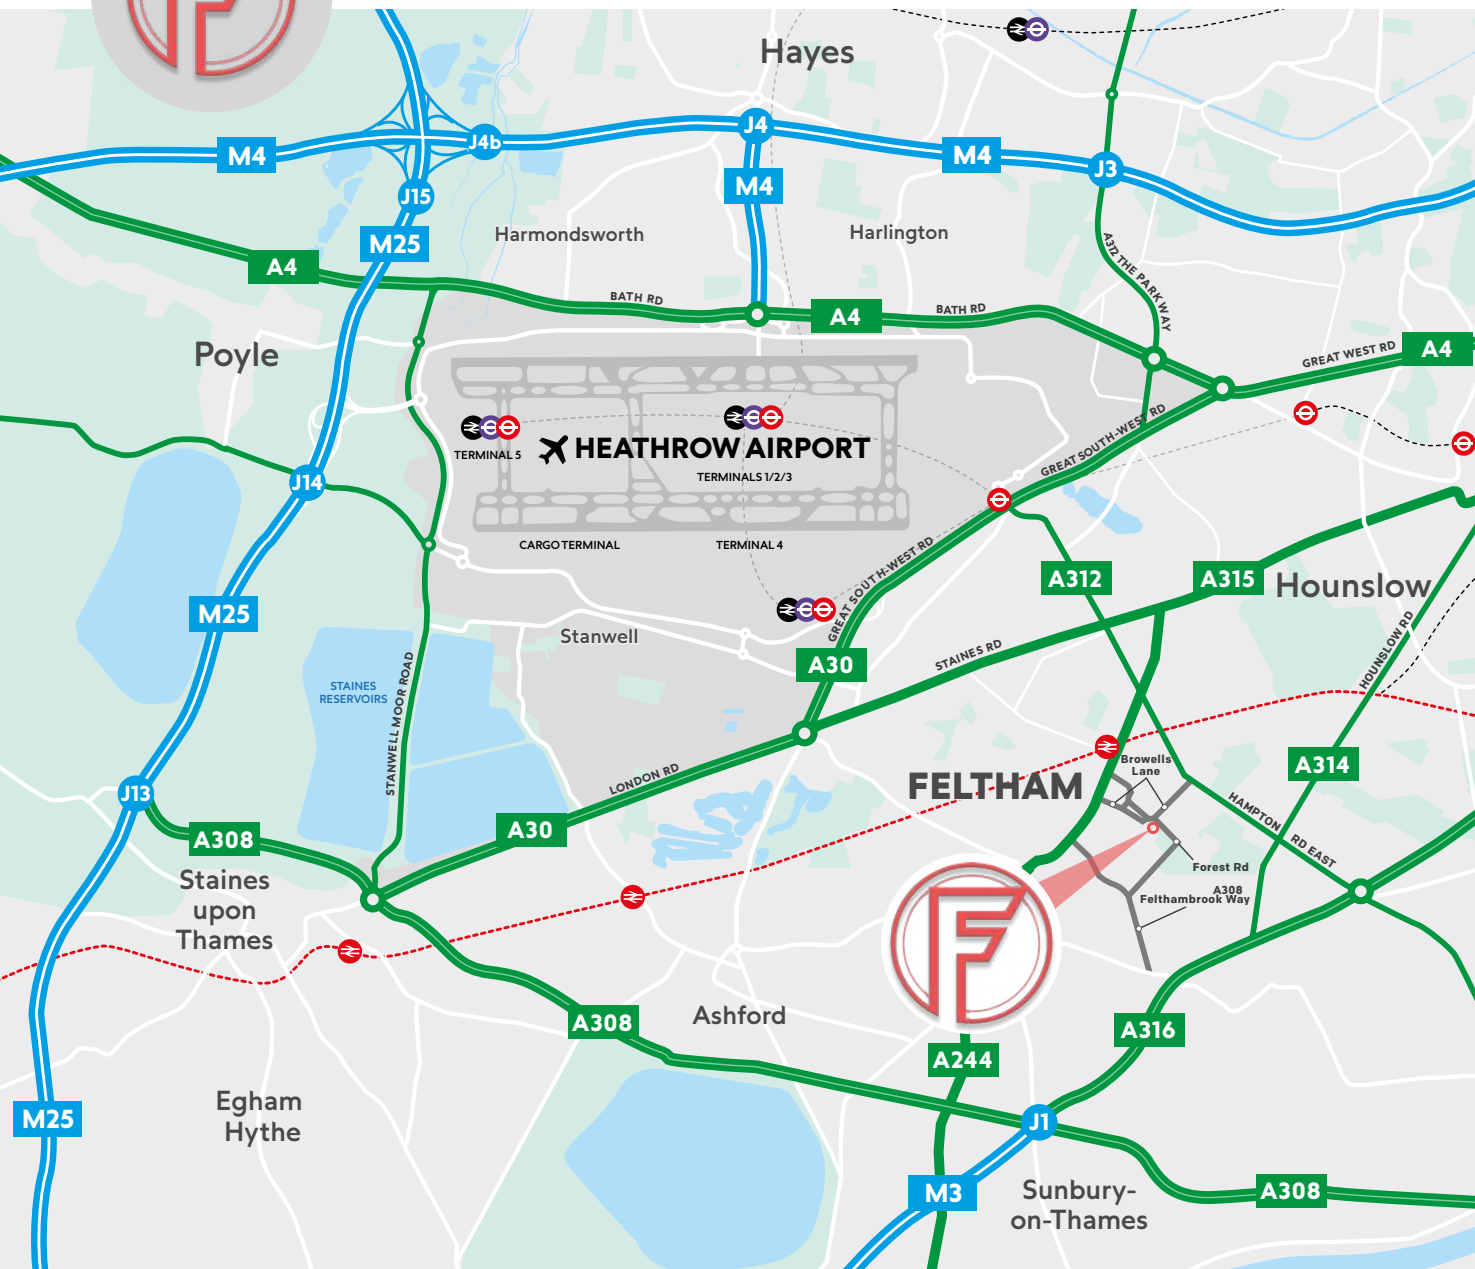 F
Hayes
J4
J4b
M4
M4
J3
M4
J15
M25
Harmondsworth
Harlington
A4
A312 THE PARKWAY
BATH RD
BATH RD
A4
Poyle
GREAT WEST RD
A4
GREAT SOUTH-WEST RD
HEATHROW AIRPORT
TERMINAL 5
TERMINALS 1/2/3
J14
CARGO TERMINAL
TERMINAL 4
GREAT SOUTH-WEST RD
A312
A315
Hounslow
M25
Stanwell
HOUNSLOW RD
STAINES RD
A30
STAINES
RESERVOIRS
STANWELL MOOR ROAD
LONDON RD
FELTHAM
Browells
Lane
A314
J13
HAMPTON RD EAST
A308
A30
Forest Rd
Staines
upon
Thames
A308
Felthambrook Way
F
Ashford
A308
A316
A244
Egham
Hythe
M25
J1
M3
Sunbury-
on-Thames
A308